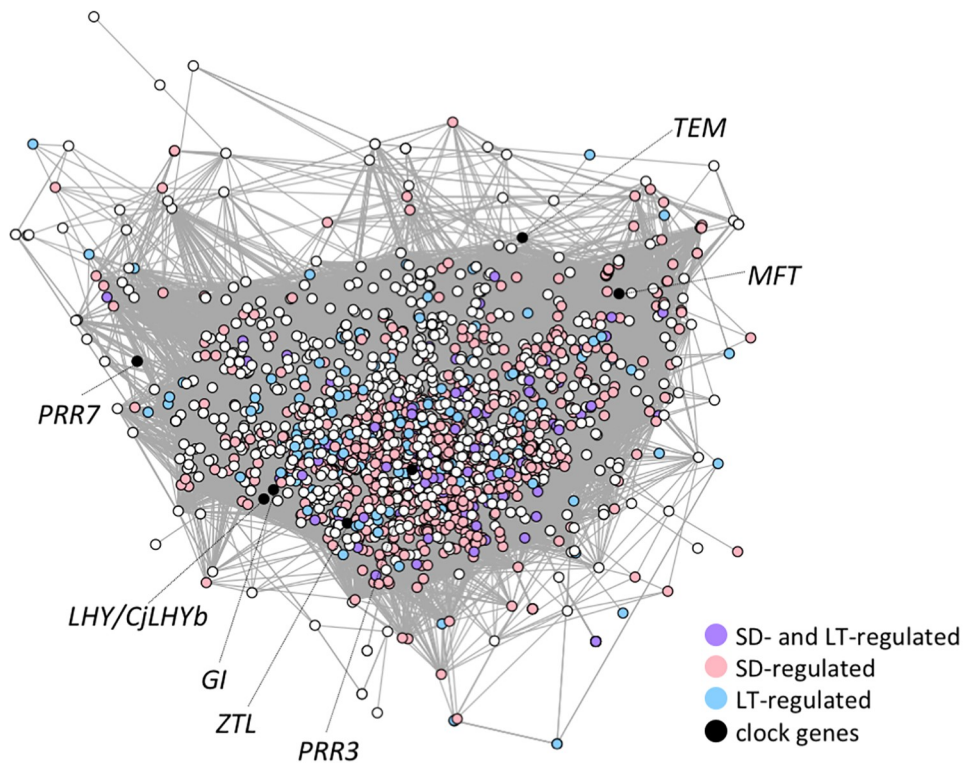 TEM
MFT
PRR7
LHY/CjLHYb
GI
ZTL
PRR3
SD- and LT-regulated
SD-regulated
LT-regulated
clock genes